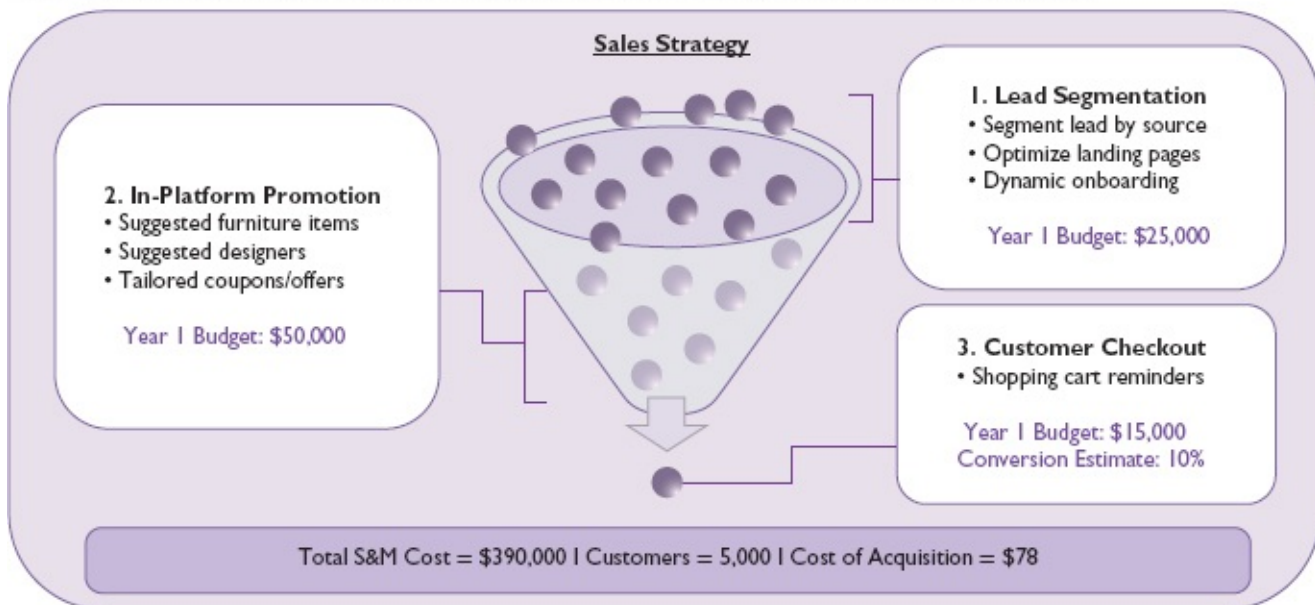 Sales Strategy
1. Lead Segmentation
• Segment lead by source
• Optimize landing pages
• Dynamic onboarding
Year 1 Budget: $25,000
2. In-Platform Promotion
• Suggested furniture items
• Suggested designers
• Tailored coupons/offers
Year 1 Budget: $50,000
3. Customer Checkout
• Shopping cart reminders
Year 1 Budget: $15,000
Conversion Estimate: 10%
Total S&M Cost = $390,000 I Customers = 5,000 I Cost of Acquisition = $78